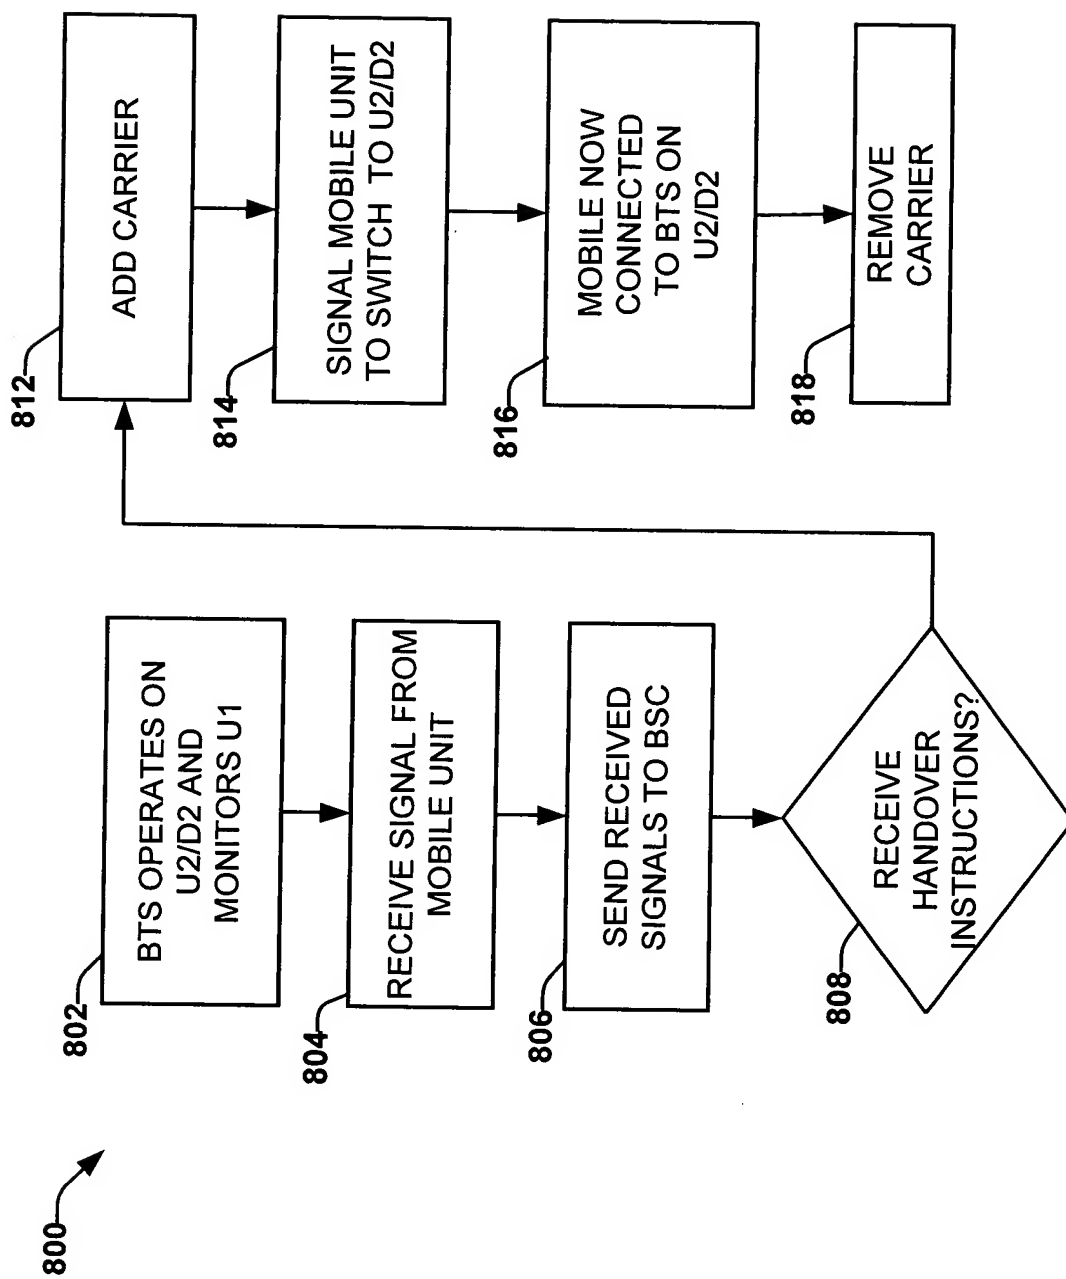 800
802
BTS OPERATES ON
U2/D2 AND
MONITORS U1
804
RECEIVE SIGNAL FROM
MOBILE UNIT
806
SEND RECEIVED
SIGNALS TO BSC
808
RECEIVE
HANDOVER
INSTRUCTIONS?
812
ADD CARRIER
814
SIGNAL MOBILE UNIT
TO SWITCH TO U2/D2
816
MOBILE NOW
CONNECTED
TO BTS ON
U2/D2
818
REMOVE
CARRIER